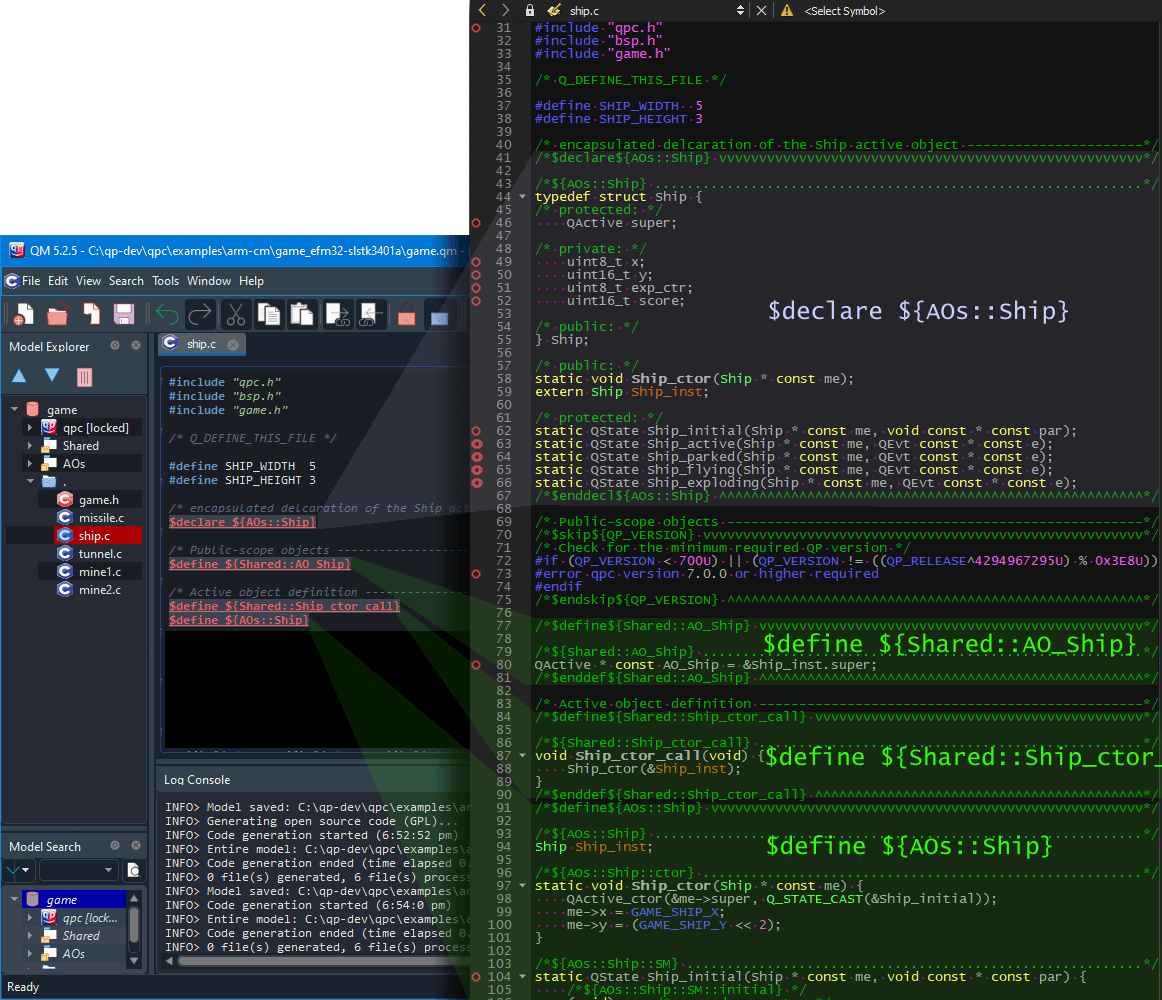 QM 5.2.5 - C:\qp-dev\qpc\examples\arm-cm\game_efm32-slstk3401a\game.qm -
File Edit View Search Tools Window Help
Model Explorer
game
qpc [locked]
Shared
AOs
.
game.h
missile.c
ship.c
tunnel.c
mine1.c
mine2.c
Model Search
game
qpc [lock...
Shared
AOs
Ready
ship.c
#include "qpc.h"
#include "bsp.h"
#include "game.h"
/* Q_DEFINE_THIS_FILE */
#define SHIP_WIDTH  5
#define SHIP_HEIGHT 3
/* encapsulated delcaration of the Ship act
$declare ${AOs::Ship}
/* Public-scope objects ----------------
$define ${Shared::AO_Ship}
/* Active object definition -------------
$define ${Shared::Ship_ctor_call}
$define ${AOs::Ship}
Log Console
INFO> Model saved: C:\qp-dev\qpc\examples\a
INFO> Generating open source code (GPL)...
INFO> Code generation started (6:52:52 pm)
INFO> Entire model: C:\qp-dev\qpc\examples\
INFO> Code generation ended (time elapsed 0.
INFO> 0 file(s) generated, 6 file(s) process
INFO> Model saved: C:\qp-dev\qpc\examples\a
INFO> Code generation started (6:54:0 pm)
INFO> Entire model: C:\qp-dev\qpc\examples\a
INFO> Code generation ended (time elapsed 0.
INFO> 0 file(s) generated, 6 file(s) process
ship.c <Select Symbol>
31 #include "qpc.h"
32 #include "bsp.h"
33 #include "game.h"
34
35 /* Q_DEFINE_THIS_FILE */
36
37 #define SHIP_WIDTH  5
38 #define SHIP_HEIGHT 3
39
40 /* encapsulated delcaration of the Ship active object ----------------------*/
41 /*$declare${AOs::Ship} vvvvvvvvvvvvvvvvvvvvvvvvvvvvvvvvvvvvvvvvvvvvvvvvvvvv*/
42
43 /*${AOs::Ship} ............................................................*/
44 typedef struct Ship {
45 /* protected: */
46     QActive super;
47
48 /* private: */
49     uint8_t x;
50     uint16_t y;
51     uint8_t exp_ctr;
52     uint16_t score;
53
54 /* public: */
55 } Ship;
56
57 /* public: */
58 static void Ship_ctor(Ship * const me);
59 extern Ship Ship_inst;
60
61 /* protected: */
62 static QState Ship_initial(Ship * const me, void const * const par);
63 static QState Ship_active(Ship * const me, QEvt const * const e);
64 static QState Ship_parked(Ship * const me, QEvt const * const e);
65 static QState Ship_flying(Ship * const me, QEvt const * const e);
66 static QState Ship_exploding(Ship * const me, QEvt const * const e);
67 /*$enddecl${AOs::Ship} ^^^^^^^^^^^^^^^^^^^^^^^^^^^^^^^^^^^^^^^^^^^^^^^^^^^^*/
68
69 /* Public-scope objects ----------------------------------------------------*/
70 /*$skip${QP_VERSION} vvvvvvvvvvvvvvvvvvvvvvvvvvvvvvvvvvvvvvvvvvvvvvvvvvvvvv*/
71 /* Check for the minimum required QP version */
72 #if (QP_VERSION < 700U) || (QP_VERSION != ((QP_RELEASE^4294967295U) % 0x3E8U))
73 #error qpc version 7.0.0 or higher required
74 #endif
75 /*$endskip${QP_VERSION} ^^^^^^^^^^^^^^^^^^^^^^^^^^^^^^^^^^^^^^^^^^^^^^^^^^^*/
76
77 /*$define${Shared::AO_Ship} vvvvvvvvvvvvvvvvvvvvvvvvvvvvvvvvvvvvvvvvvvvvvvv*/
78
79 /*${Shared::AO_Ship} ......................................................*/
80 QActive * const AO_Ship = &Ship_inst.super;
81 /*$enddef${Shared::AO_Ship} ^^^^^^^^^^^^^^^^^^^^^^^^^^^^^^^^^^^^^^^^^^^^^^^*/
82
83 /* Active object definition ------------------------------------------------*/
84 /*$define${Shared::Ship_ctor_call} vvvvvvvvvvvvvvvvvvvvvvvvvvvvvvvvvvvvvvvv*/
85
86 /*${Shared::Ship_ctor_call} ...............................................*/
87 void Ship_ctor_call(void) {
88     Ship_ctor(&Ship_inst);
89 }
90 /*$enddef${Shared::Ship_ctor_call} ^^^^^^^^^^^^^^^^^^^^^^^^^^^^^^^^^^^^^^^^*/
91 /*$define${AOs::Ship} vvvvvvvvvvvvvvvvvvvvvvvvvvvvvvvvvvvvvvvvvvvvvvvvvvvvv*/
92
93 /*${AOs::Ship} ............................................................*/
94 Ship Ship_inst;
95
96 /*${AOs::Ship::ctor} ......................................................*/
97 static void Ship_ctor(Ship * const me) {
98     QActive_ctor(&me->super, Q_STATE_CAST(&Ship_initial));
99     me->x = GAME_SHIP_X;
100     me->y = (GAME_SHIP_Y << 2);
101 }
102
103 /*${AOs::Ship::SM} ........................................................*/
104 static QState Ship_initial(Ship * const me, void const * const par) {
105     /*${AOs::Ship::SM::initial} */
$declare ${AOs::Ship}
$define ${Shared::AO_Ship}
$define ${Shared::Ship_ctor_
$define ${AOs::Ship}